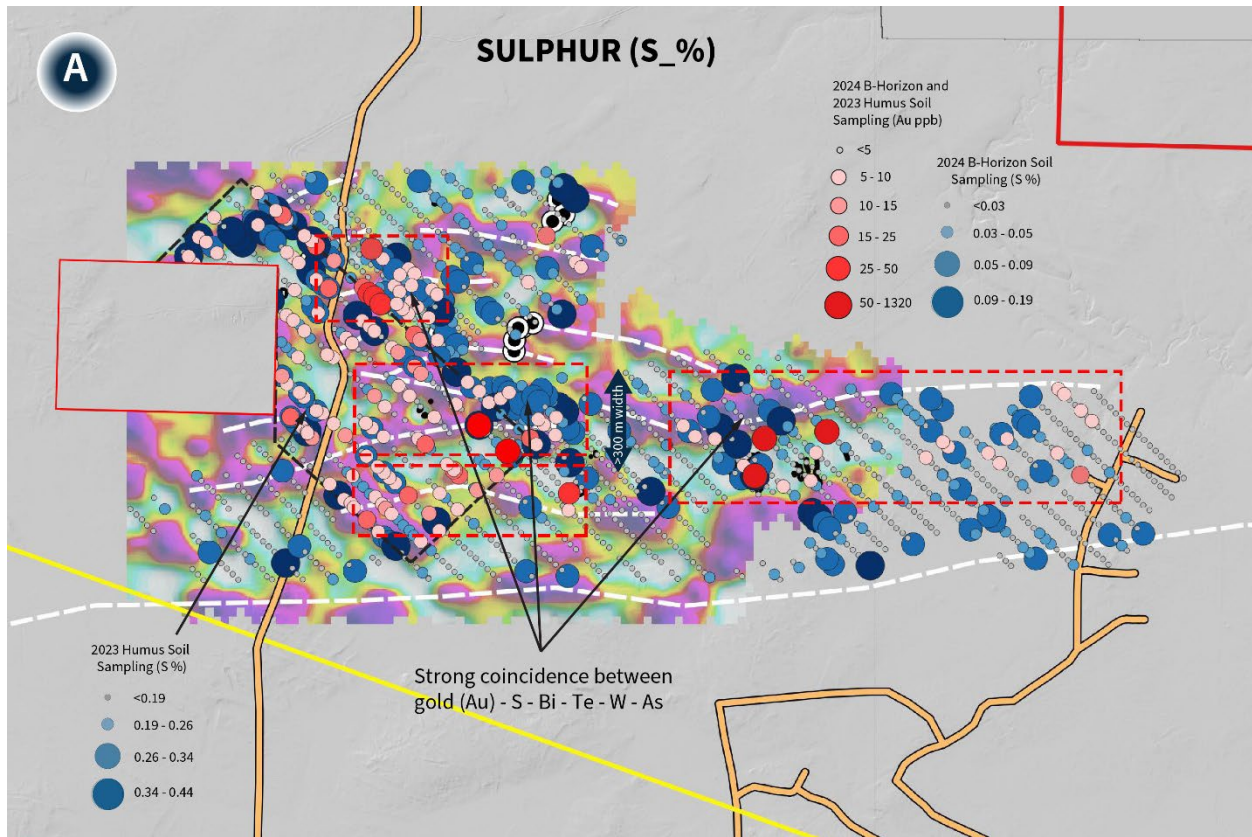 A
SULPHUR (S_%)
2024 B-Horizon and
2023 Humus Soil
Sampling (Au ppb)
<5
5 - 10
10 - 15
15 - 25
25 - 50
50 - 1320
2024 B-Horizon Soil
Sampling (S %)
<0.03
0.03 - 0.05
0.05 - 0.09
0.09 - 0.19
>300 m width
2023 Humus Soil
Sampling (S %)
<0.19
0.19 - 0.26
0.26 - 0.34
0.34 - 0.44
Strong coincidence between
gold (Au) - S - Bi - Te - W - As